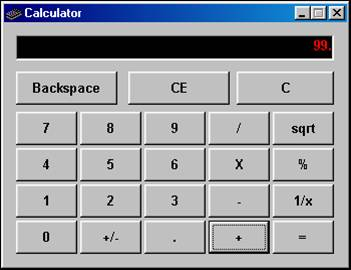 Calculator
99.
Backspace CE C
7 8 9 / sqrt
4 5 6 X %
1 2 3 - 1/x
0 +/- . + =